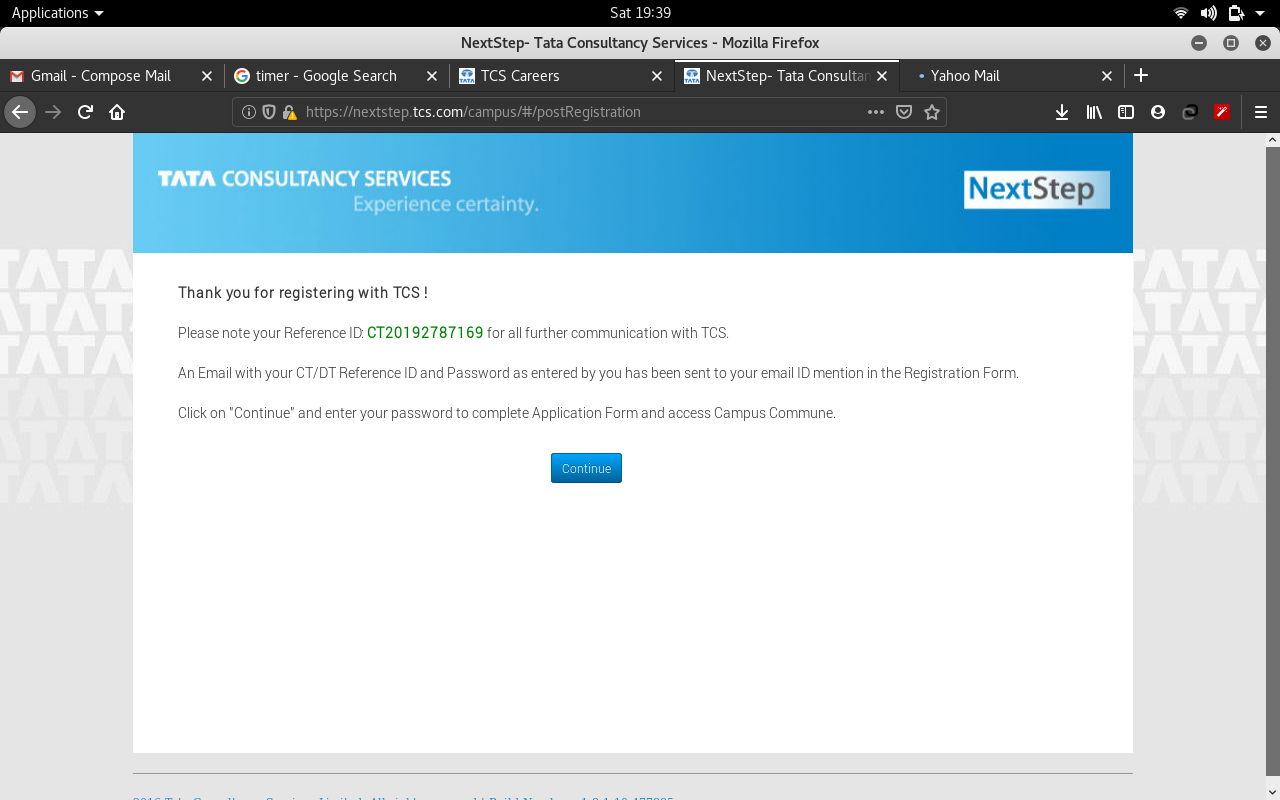 Applications
Sat 19:39
NextStep- Tata Consultancy Services - Mozilla Firefox
Gmail - Compose Mail
timer - Google Search
TCS Careers
NextStep- Tata Consultan
Yahoo Mail
https://nextstep.tcs.com/campus/#/postRegistration
TATA CONSULTANCY SERVICES
Experience certainty.
NextStep
Thank you for registering with TCS !
Please note your Reference ID: CT20192787169 for all further communication with TCS.
An Email with your CT/DT Reference ID and Password as entered by you has been sent to your email ID mention in the Registration Form.
Click on "Continue" and enter your password to complete Application Form and access Campus Commune.
Continue